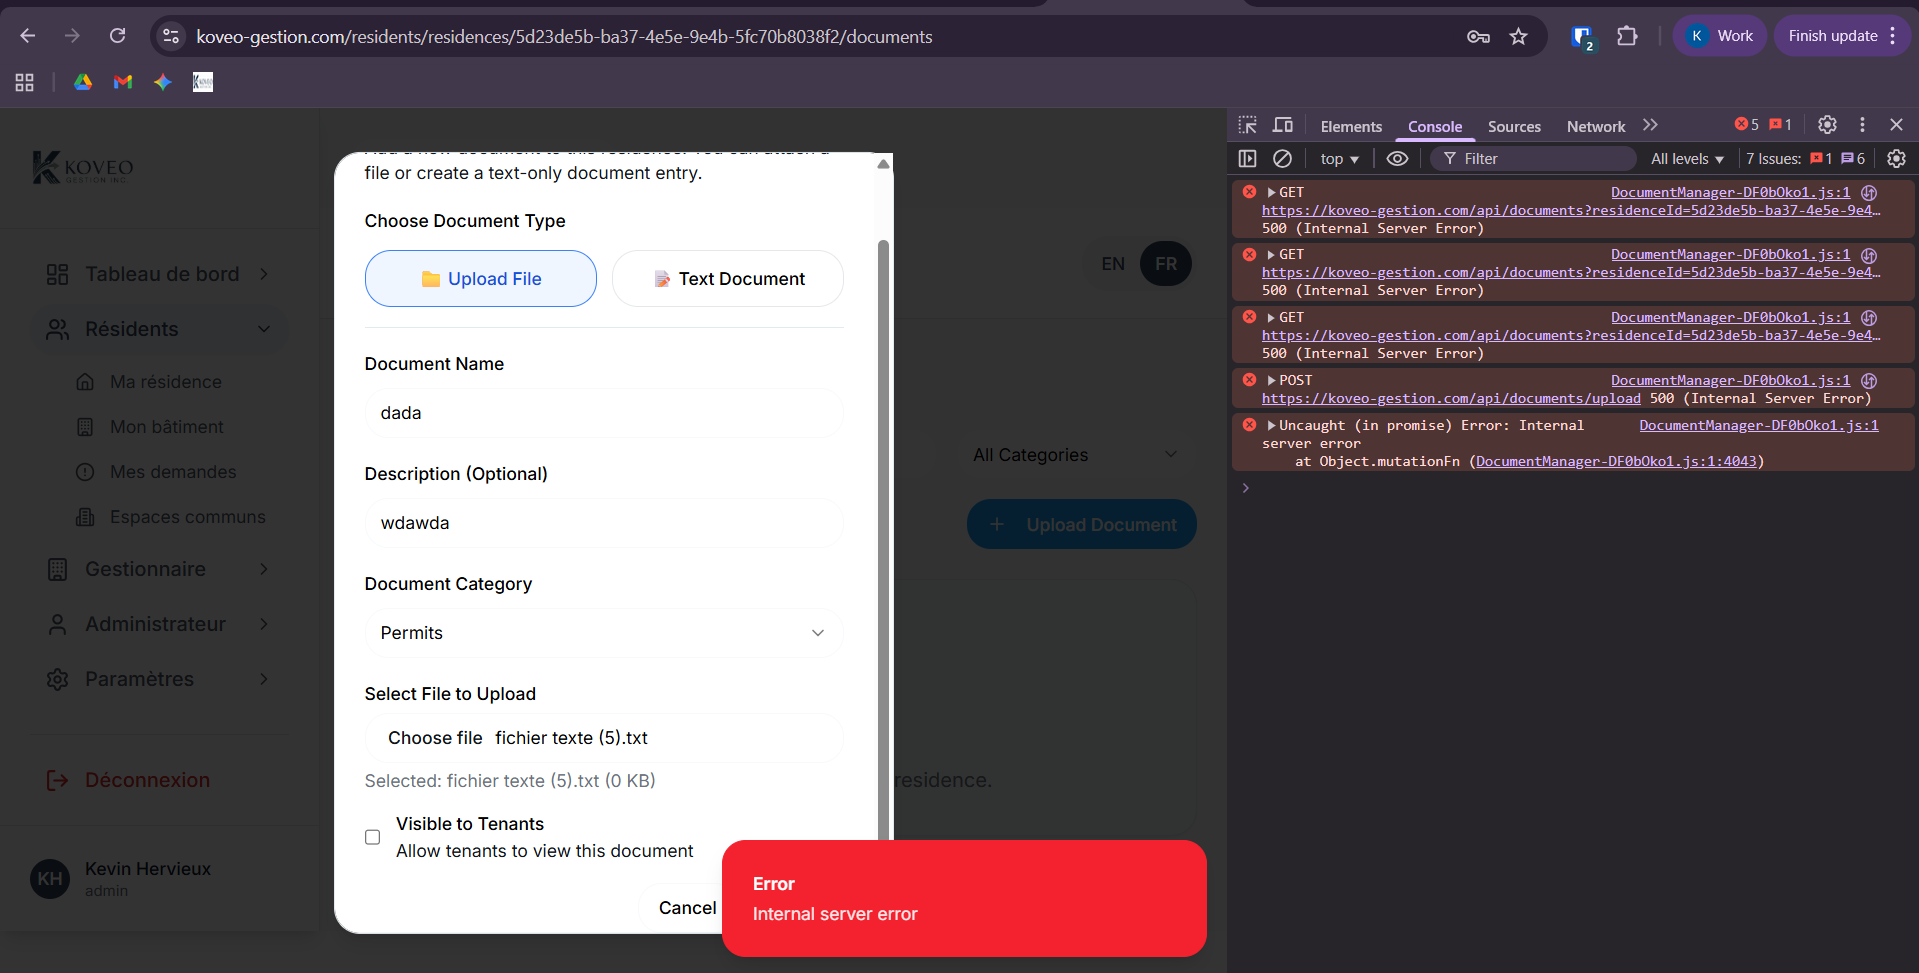 koveo-gestion.com/residents/residences/5d23de5b-ba37-4e5e-9e4b-5fc70b8038f2/documents
2
K
Work
Finish update
KOVEO
GESTION INC.
Tableau de bord
Résidents
Ma résidence
Mon bâtiment
Mes demandes
Espaces communs
Gestionnaire
Administrateur
Paramètres
Déconnexion
KH
Kevin Hervieux
admin
EN
FR
All Categories
+ Upload Document
residence.
file or create a text-only document entry.
Choose Document Type
Upload File
Text Document
Document Name
dada
Description (Optional)
wdawda
Document Category
Permits
Select File to Upload
Choose file fichier texte (5).txt
Selected: fichier texte (5).txt (0 KB)
Visible to Tenants
Allow tenants to view this document
Cancel
Error
Internal server error
Elements
Console
Sources
Network
5
1
top
Filter
All levels
7 Issues: 1 6
GET DocumentManager-DF0bOko1.js:1
https://koveo-gestion.com/api/documents?residenceId=5d23de5b-ba37-4e5e-9e4…
500 (Internal Server Error)
GET DocumentManager-DF0bOko1.js:1
https://koveo-gestion.com/api/documents?residenceId=5d23de5b-ba37-4e5e-9e4…
500 (Internal Server Error)
GET DocumentManager-DF0bOko1.js:1
https://koveo-gestion.com/api/documents?residenceId=5d23de5b-ba37-4e5e-9e4…
500 (Internal Server Error)
POST DocumentManager-DF0bOko1.js:1
https://koveo-gestion.com/api/documents/upload 500 (Internal Server Error)
Uncaught (in promise) Error: Internal DocumentManager-DF0bOko1.js:1
server error
at Object.mutationFn (DocumentManager-DF0bOko1.js:1:4043)